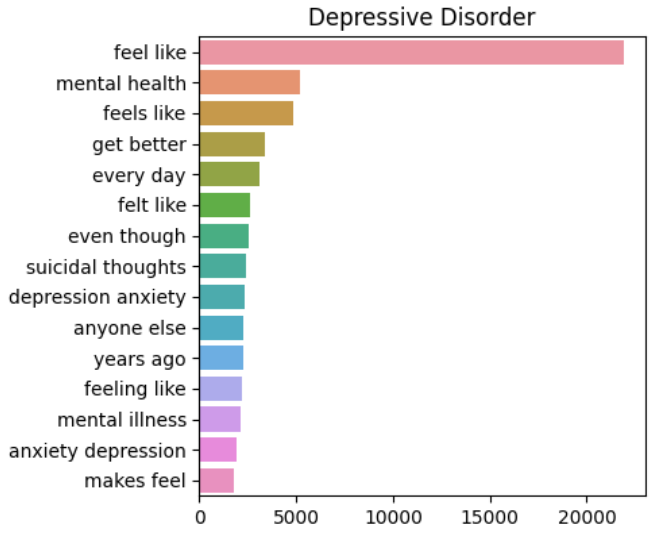 Depressive Disorder
feel like
mental health
feels like
get better
every day
felt like
even though
suicidal thoughts
depression anxiety
anyone else
years ago
feeling like
mental illness
anxiety depression
makes feel
0 5000 10000 15000 20000